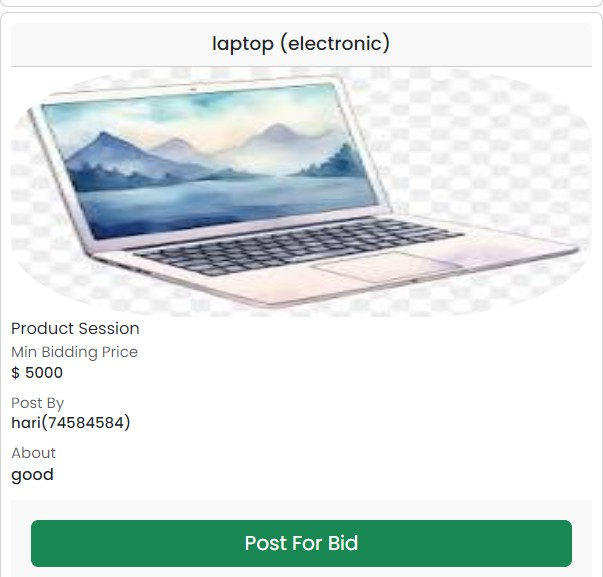 laptop (electronic)
Product Session
Min Bidding Price
$ 5000
Post By
hari(74584584)
About
good
Post For Bid